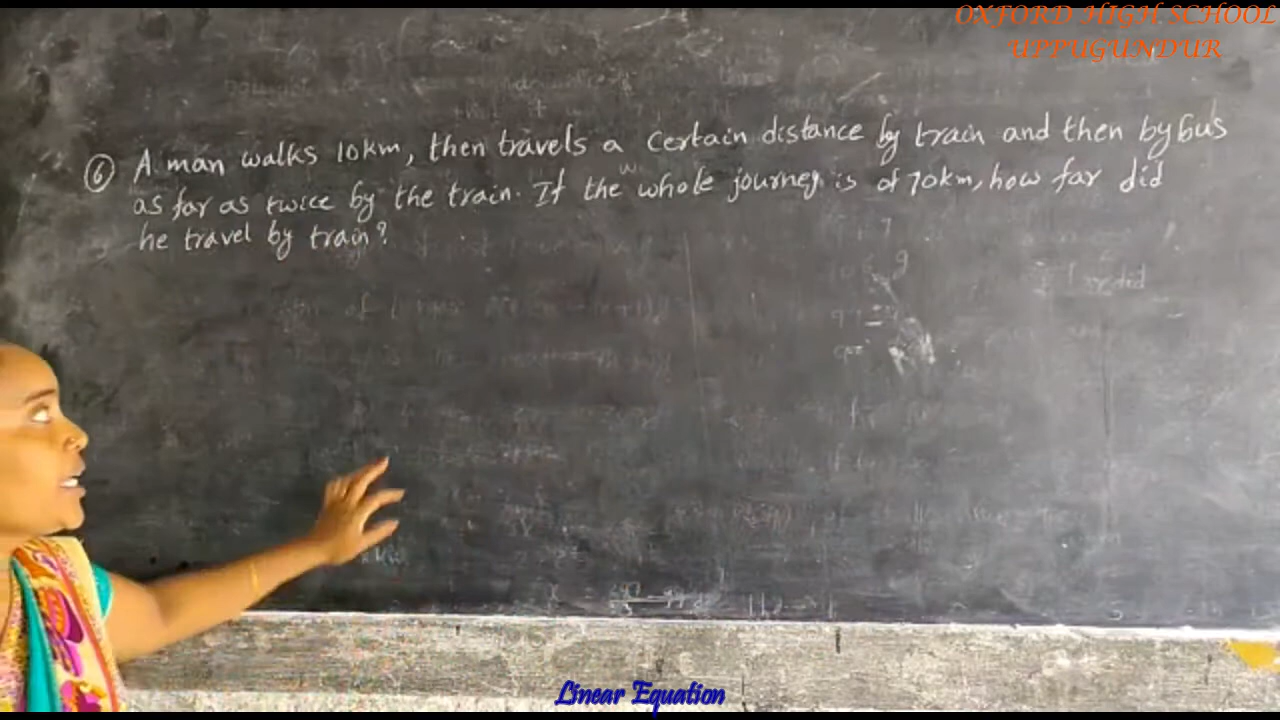 OXFORD HIGH SCHOOL
UPPUGUNDUR
⑥ A man walks 10km, then travels a certain distance by train and then by bus
as far as twice by the train. If the whole journey is of 70km, how far did
he travel by train?
Linear Equation